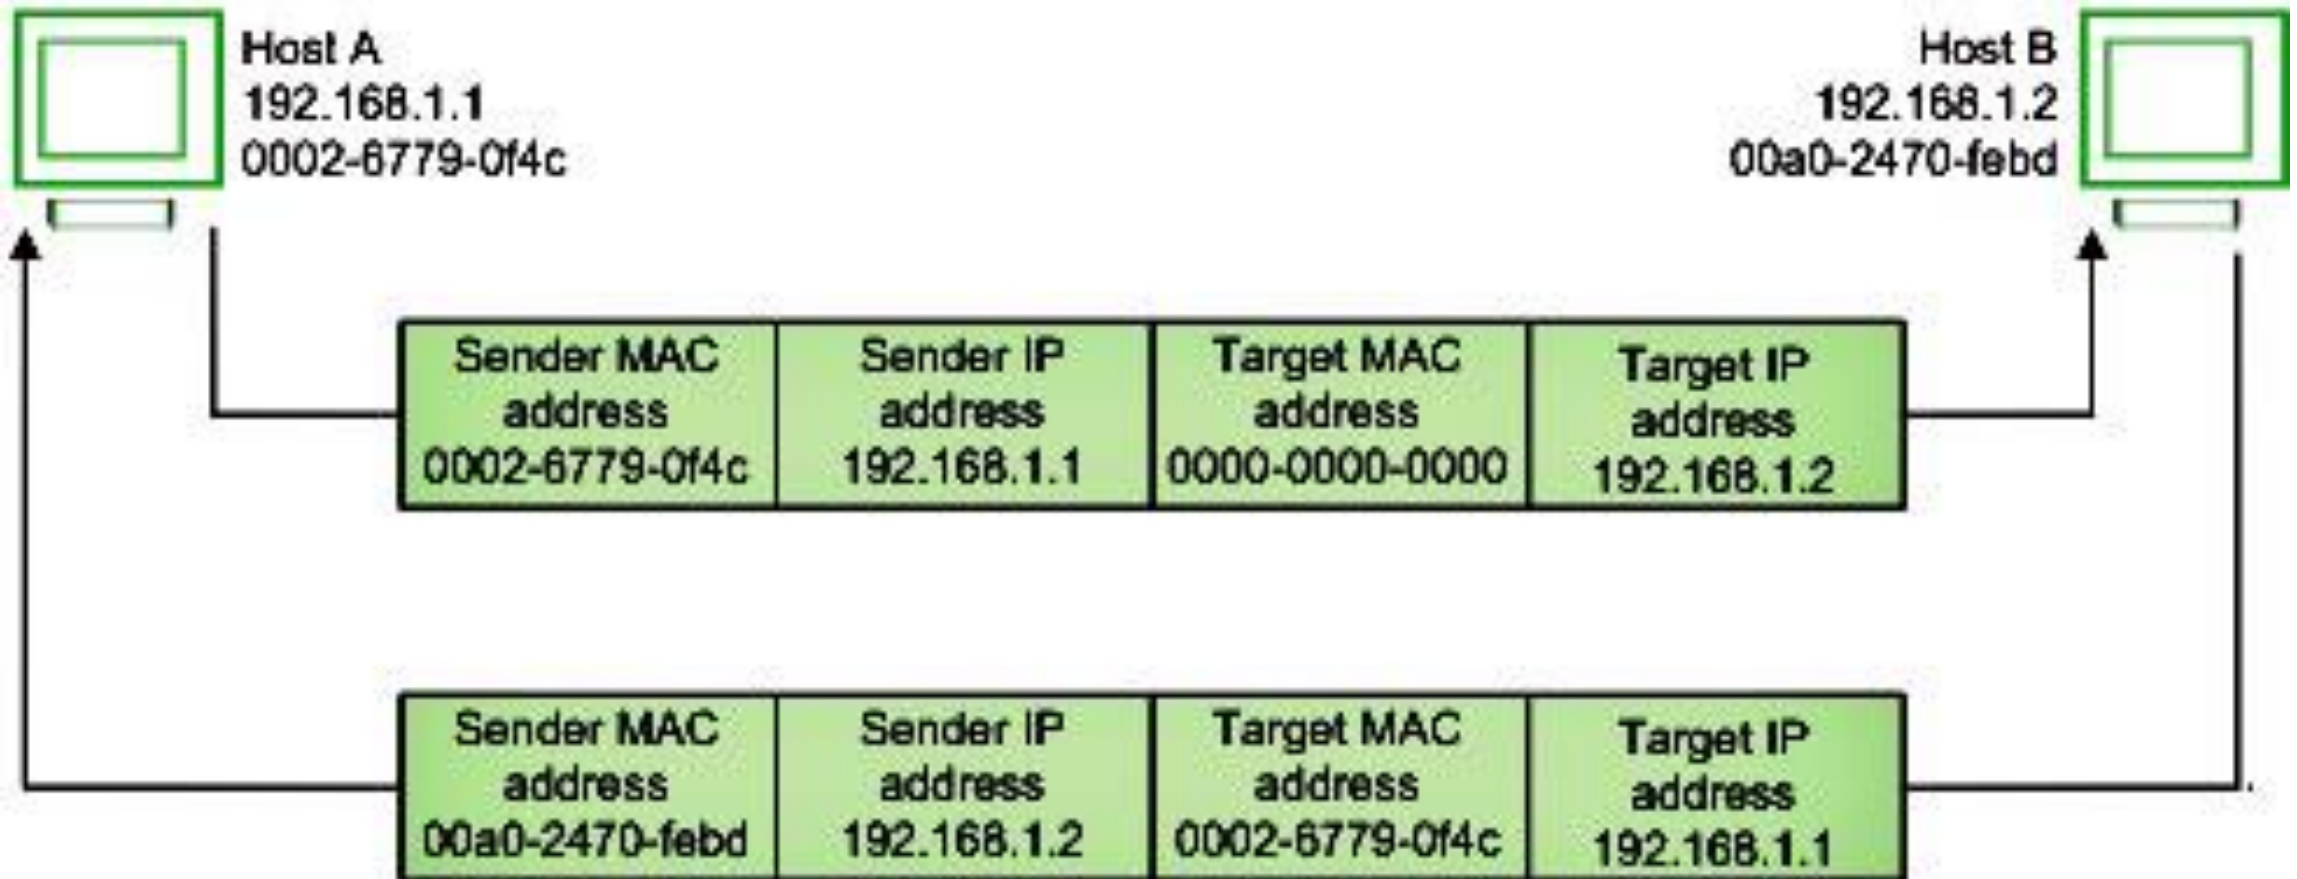 Host A
192.168.1.1
0002-6779-0f4c
Host B
192.168.1.2
00a0-2470-febd
Sender MAC
address
0002-6779-0f4c
Sender IP
address
192.168.1.1
Target MAC
address
0000-0000-0000
Target IP
address
192.168.1.2
Sender MAC
address
00a0-2470-febd
Sender IP
address
192.168.1.2
Target MAC
address
0002-6779-0f4c
Target IP
address
192.168.1.1